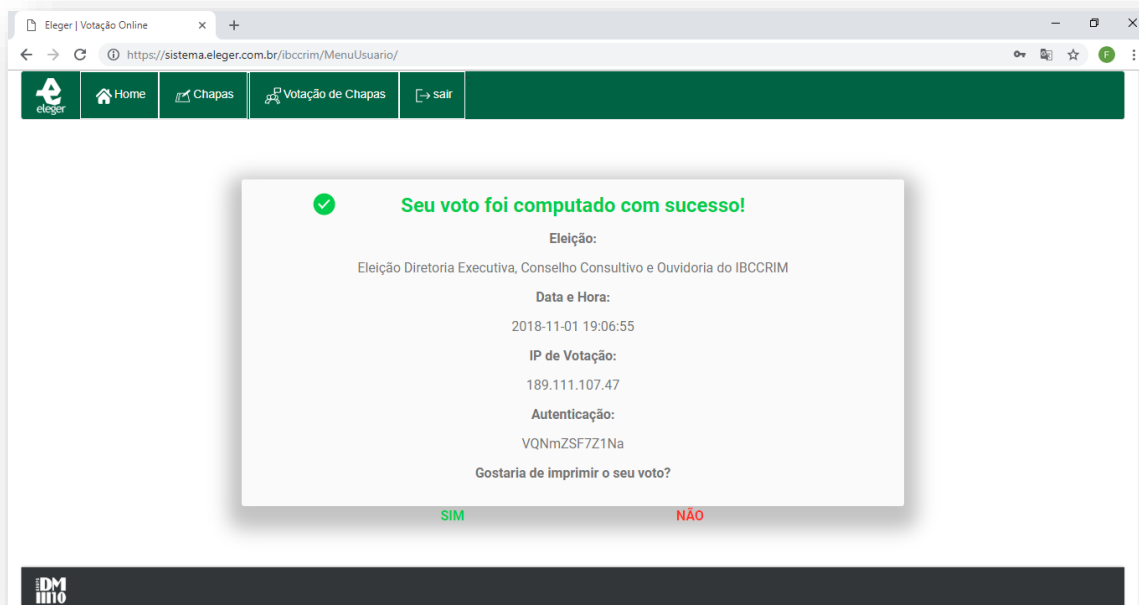 Eleger | Votação Online
https://sistema.eleger.com.br/ibccrim/MenuUsuario/
F
eleger
Home
Chapas
Votação de Chapas
sair
Seu voto foi computado com sucesso!
Eleição:
Eleição Diretoria Executiva, Conselho Consultivo e Ouvidoria do IBCCRIM
Data e Hora:
2018-11-01 19:06:55
IP de Votação:
189.111.107.47
Autenticação:
VQNmZSF7Z1Na
Gostaria de imprimir o seu voto?
SIM
NÃO
DM